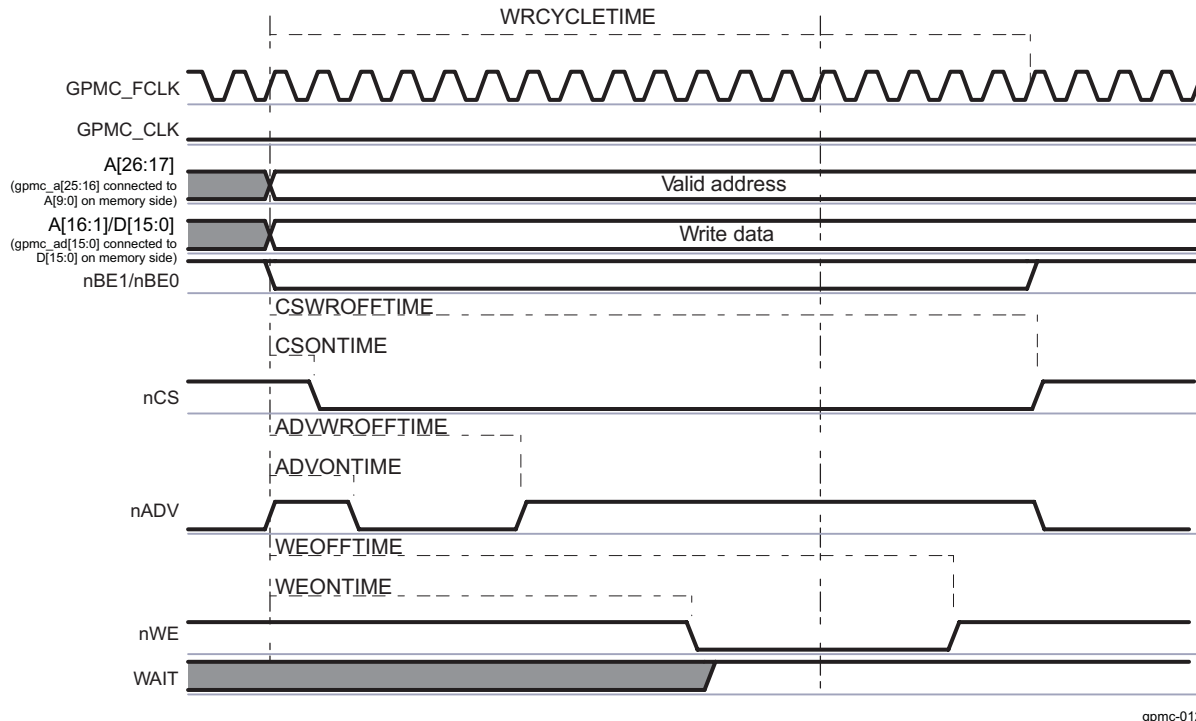 WRCYCLETIME
GPMC_FCLK
GPMC_CLK
A[26:17]
(gpmc_a[25:16] connected to
A[9:0] on memory side)
Valid address
A[16:1]/D[15:0]
(gpmc_ad[15:0] connected to
D[15:0] on memory side)
Write data
nBE1/nBE0
CSWROFFTIME
CSONTIME
nCS
ADVWROFFTIME
ADVONTIME
nADV
WEOFFTIME
WEONTIME
nWE
WAIT